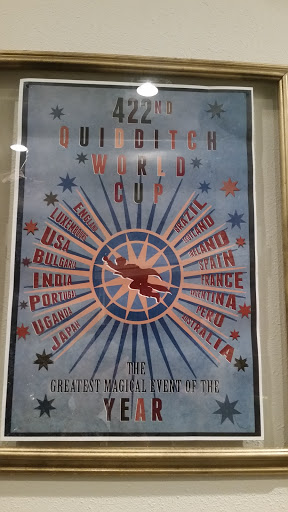 422ND
QUIDDITCH
WORLD
CUP
ENGLAND
LUXEMBOURG
USA
BULGARIA
INDIA
PORTUGAL
UGANDA
JAPAN
BRAZIL
IRELAND
SPAIN
FRANCE
ARGENTINA
PERU
AUSTRALIA
THE
GREATEST MAGICAL EVENT OF THE
YEAR